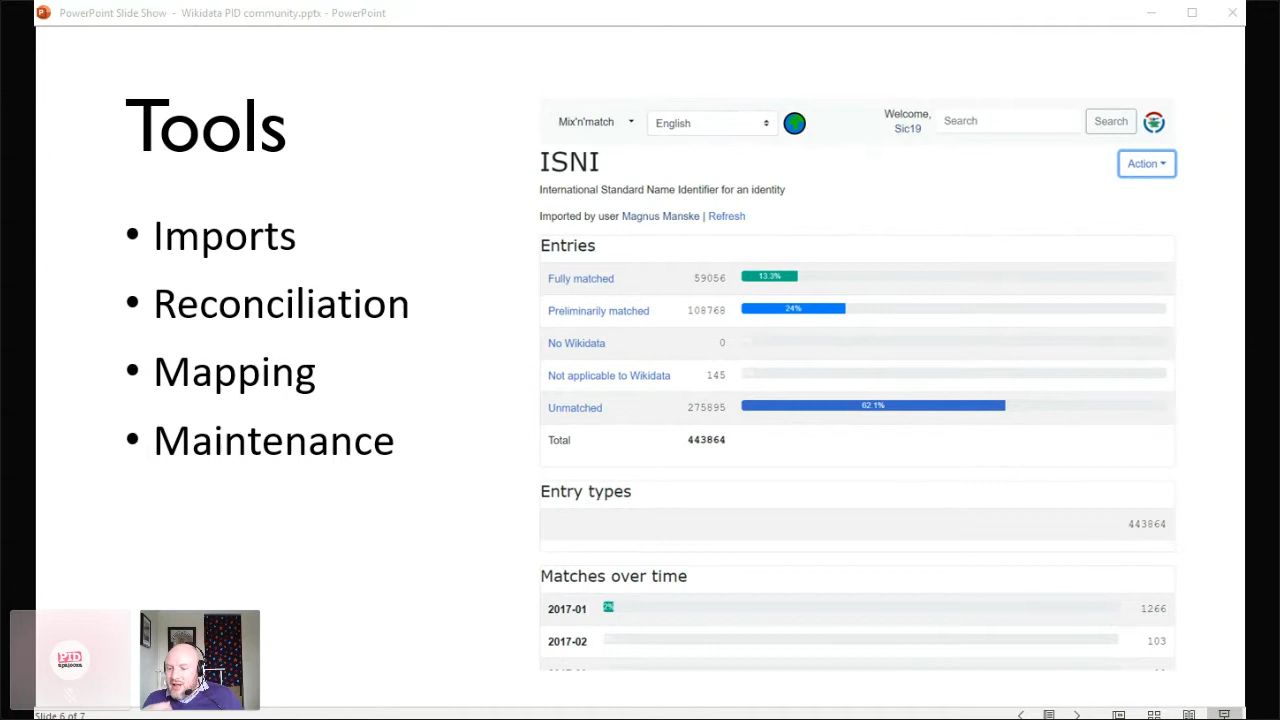 PowerPoint Slide Show - Wikidata PID community.pptx - PowerPoint
Tools
• Imports
• Reconciliation
• Mapping
• Maintenance
Mix'n'match
English
Welcome,
Sic19
Search
Search
ISNI
Action
International Standard Name Identifier for an identity
Imported by user Magnus Manske | Refresh
Entries
Fully matched 59056 13.3%
Preliminarily matched 108768 24%
No Wikidata 0
Not applicable to Wikidata 145
Unmatched 275895 62.1%
Total 443864
Entry types
443864
Matches over time
2017-01 1266
2017-02 103
PID
Slide 6 of 7